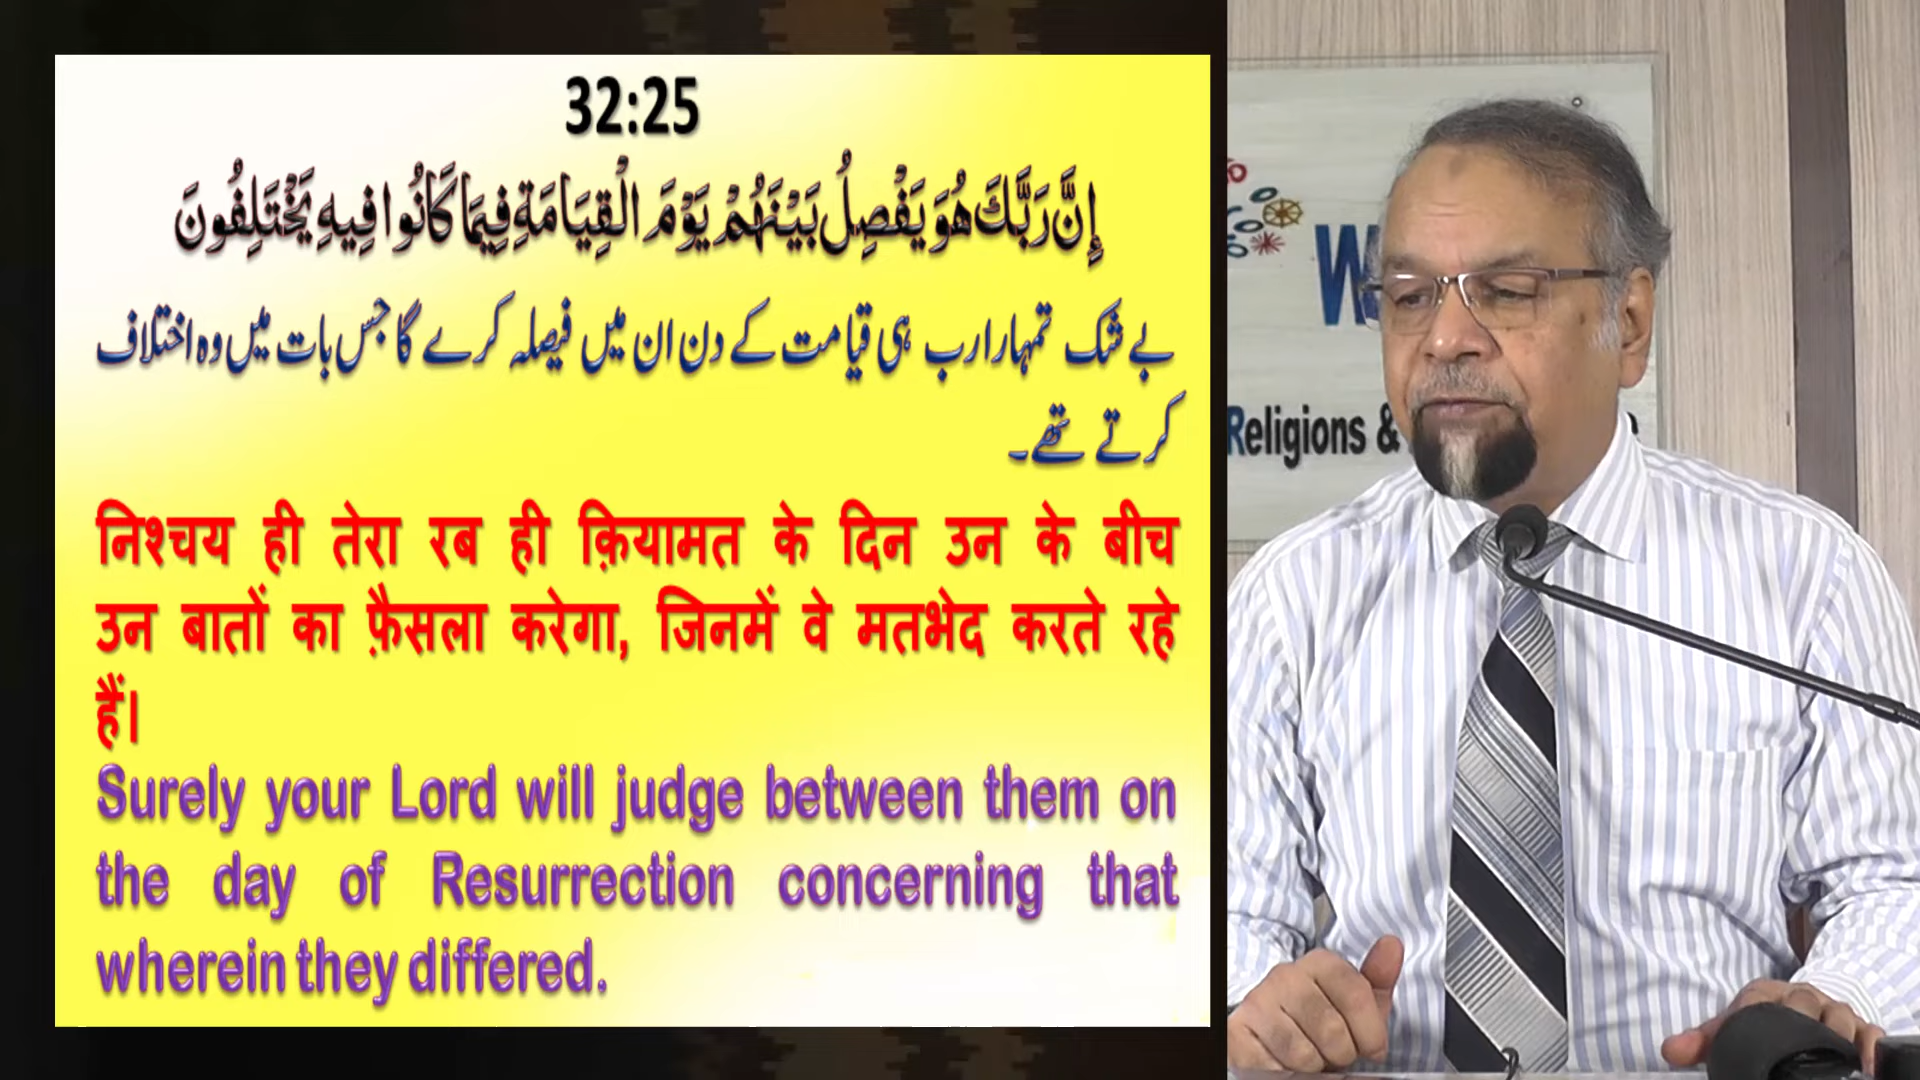 32:25
إِنَّ رَبَّكَ هُوَ يَفْصِلُ بَيْنَهُمْ يَوْمَ الْقِيَامَةِ فِيمَا كَانُوا فِيهِ يَخْتَلِفُونَ
بے شک تمہارا رب ہی قیامت کے دن ان میں فیصلہ کرے گا جس بات میں وہ اختلاف
کرتے تھے۔
निश्चय ही तेरा रब ही क़ियामत के दिन उन के बीच
उन बातों का फ़ैसला करेगा, जिनमें वे मतभेद करते रहे
हैं।
Surely your Lord will judge between them on
the day of Resurrection concerning that
wherein they differed.
Religions &